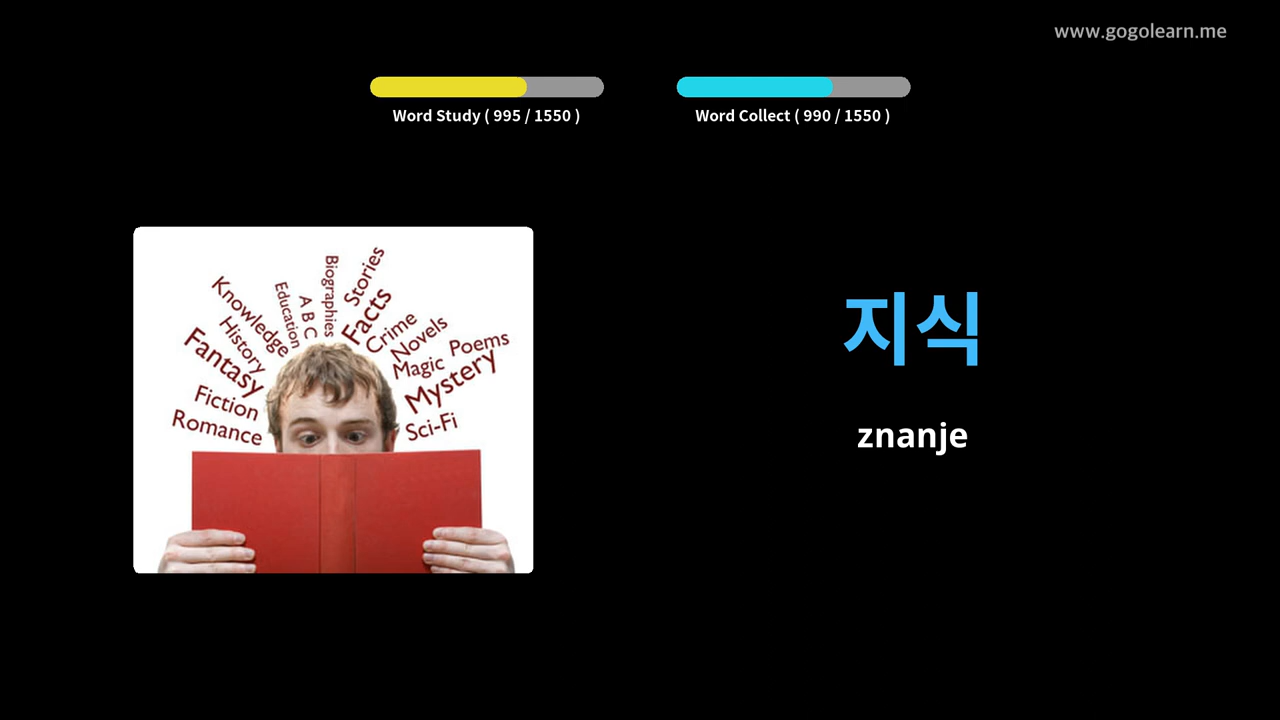 www.gogolearn.me
Word Study ( 995 / 1550 )
Word Collect ( 990 / 1550 )
Romance
Fiction
Fantasy
History
Knowledge
Education
A B C
Biographies
Stories
Facts
Crime
Novels
Magic
Poems
Mystery
Sci-Fi
지식
znanje